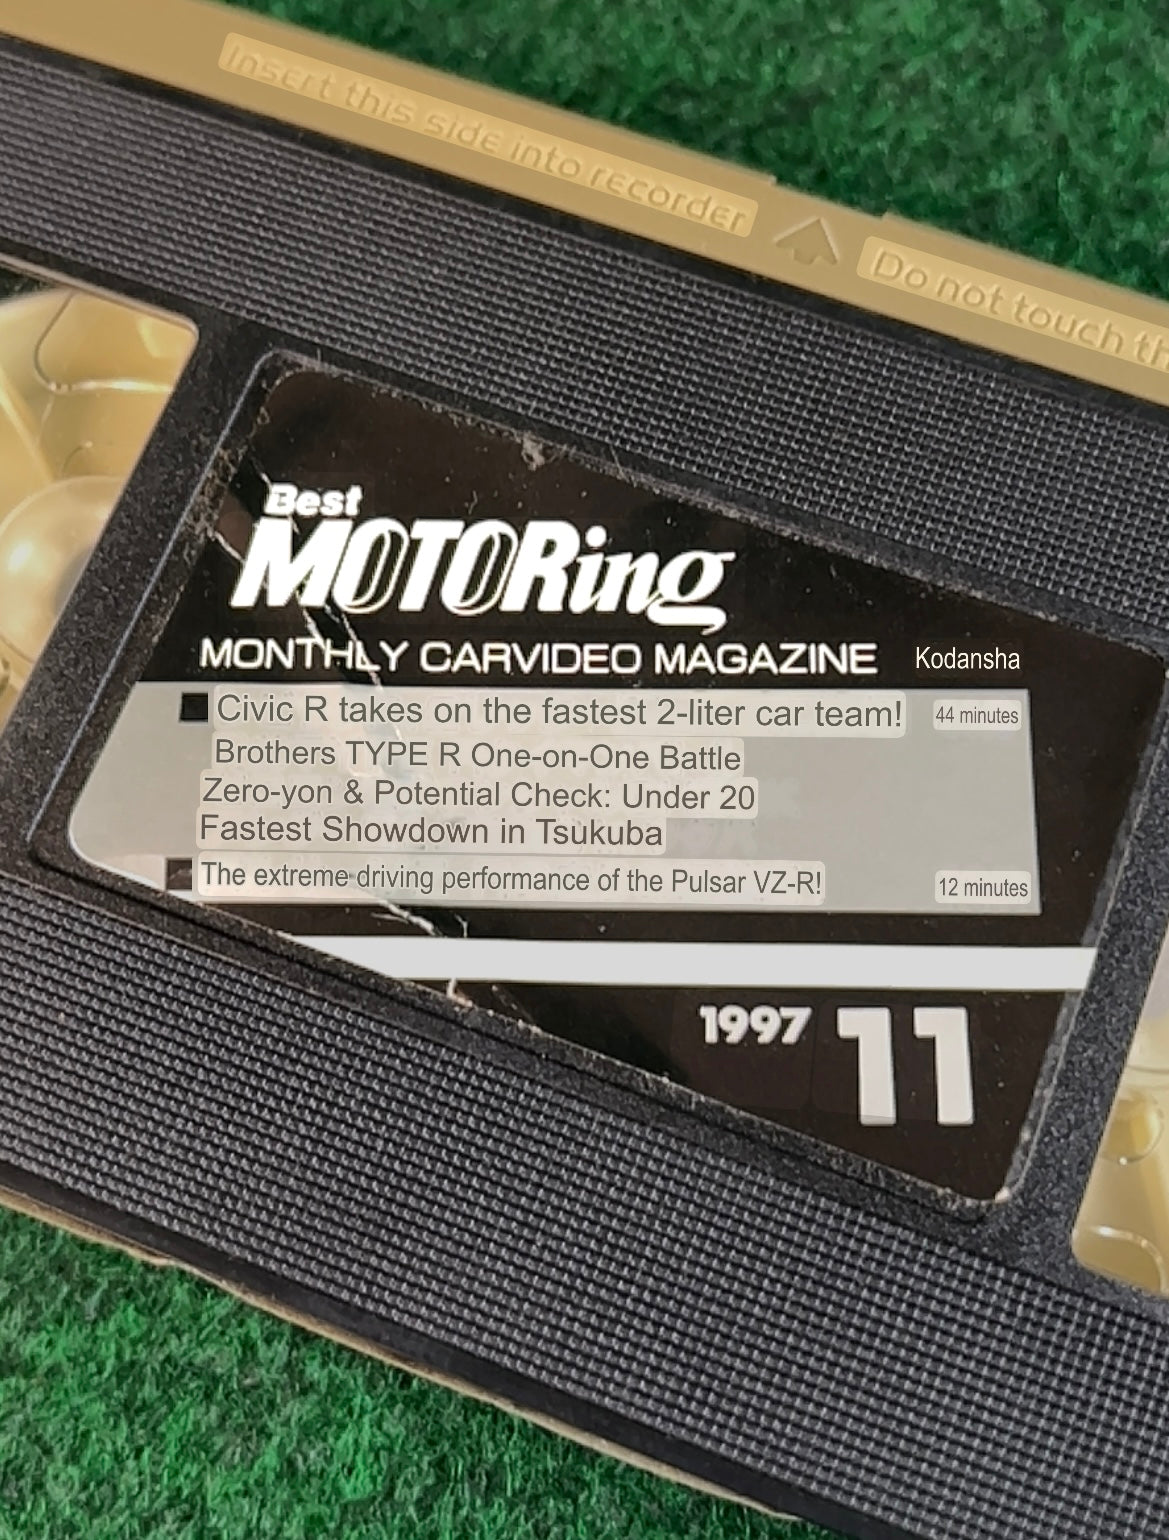 Insert this side into recorder
Do not touch th
Best
MOTORing
MONTHLY CARVIDEO MAGAZINE Kodansha
Civic R takes on the fastest 2-liter car team! 44 minutes
Brothers TYPE R One-on-One Battle
Zero-yon & Potential Check: Under 20
Fastest Showdown in Tsukuba
The extreme driving performance of the Pulsar VZ-R! 12 minutes
1997 11